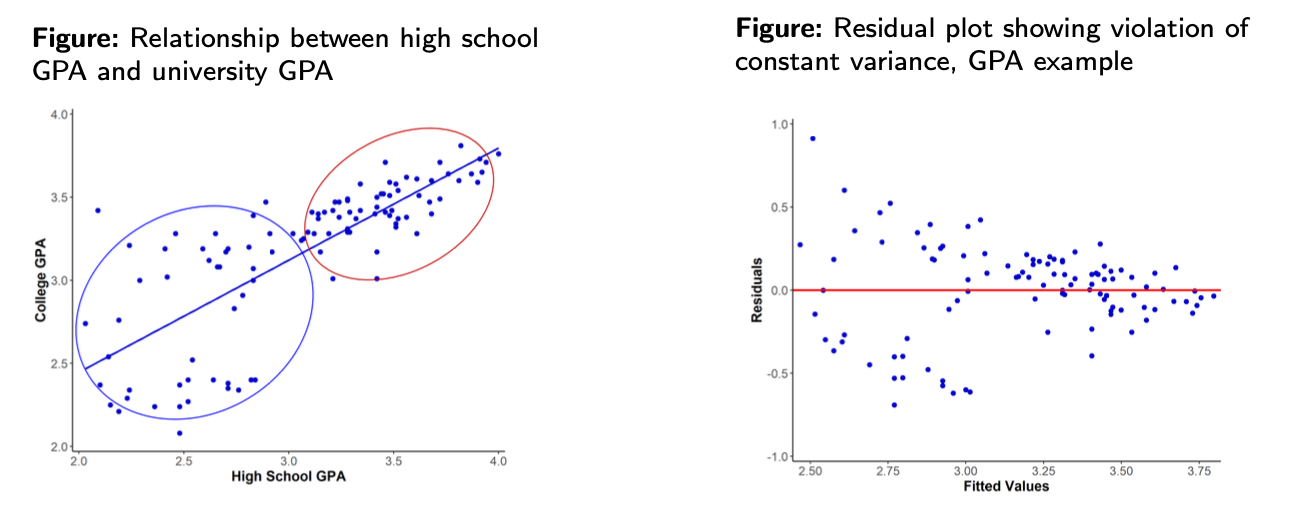 Figure: Relationship between high school
GPA and university GPA
4.0
3.5
3.0
2.5
2.0
College GPA
2.0 2.5 3.0 3.5 4.0
High School GPA
Figure: Residual plot showing violation of
constant variance, GPA example
1.0
0.5
0.0
-0.5
-1.0
Residuals
2.50 2.75 3.00 3.25 3.50 3.75
Fitted Values